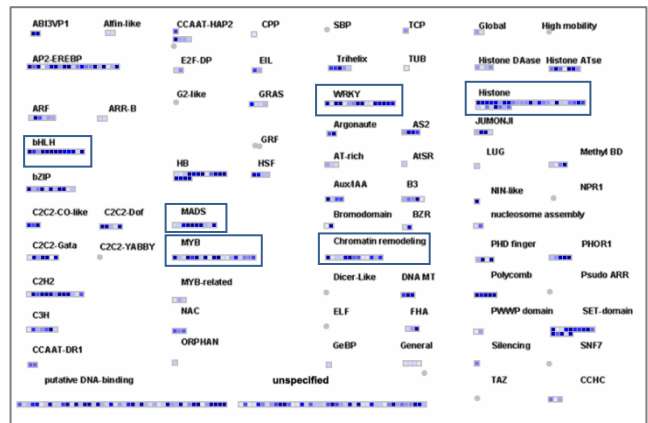 ABI3VP1 Alfin-like CCAAT-HAP2 CPP SBP TCP Global High mobility
AP2-EREBP E2F-DP EIL Trihelix TUB Histone DAase Histone ATse
ARF ARR-B G2-like GRAS WRKY Histone
Argonaute AS2 JUMONJI
bHLH GRF
HB HSF AT-rich AtSR LUG Methyl BD
bZIP Aux/IAA B3 NIN-like NPR1
C2C2-CO-like C2C2-Dof MADS Bromodomain BZR nucleosome assembly
C2C2-Gata C2C2-YABBY MYB Chromatin remodeling PHD finger PHOR1
C2H2 MYB-related Dicer-Like DNA MT Polycomb Psudo ARR
C3H NAC ELF FHA PWWP domain SET-domain
CCAAT-DR1 ORPHAN GeBP General Silencing SNF7
putative DNA-binding unspecified TAZ CCHC